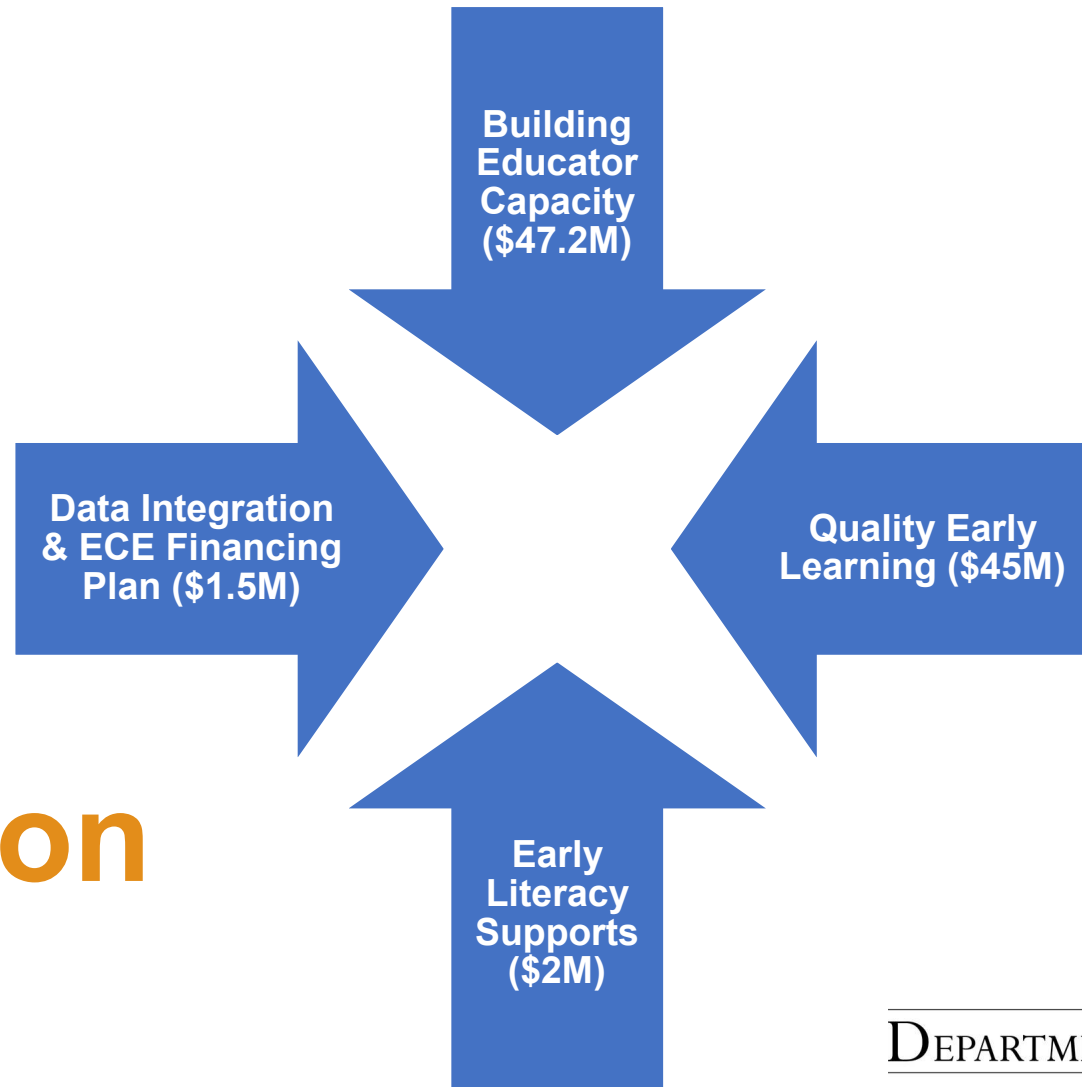 Building
Educator
Capacity
($47.2M)
Data Integration
& ECE Financing
Plan ($1.5M)
Quality Early
Learning ($45M)
on
Early
Literacy
Supports
($2M)